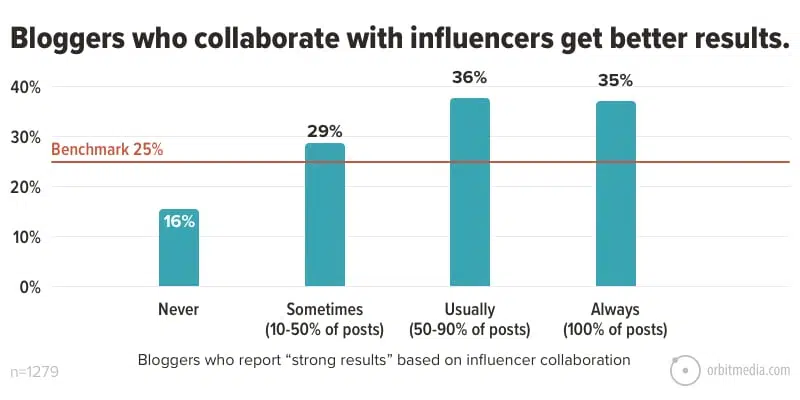 Bloggers who collaborate with influencers get better results.
40%
30%
20%
10%
0%
Benchmark 25%
16%
29%
36%
35%
Never
Sometimes
(10-50% of posts)
Usually
(50-90% of posts)
Always
(100% of posts)
Bloggers who report “strong results” based on influencer collaboration
n=1279
orbitmedia.com